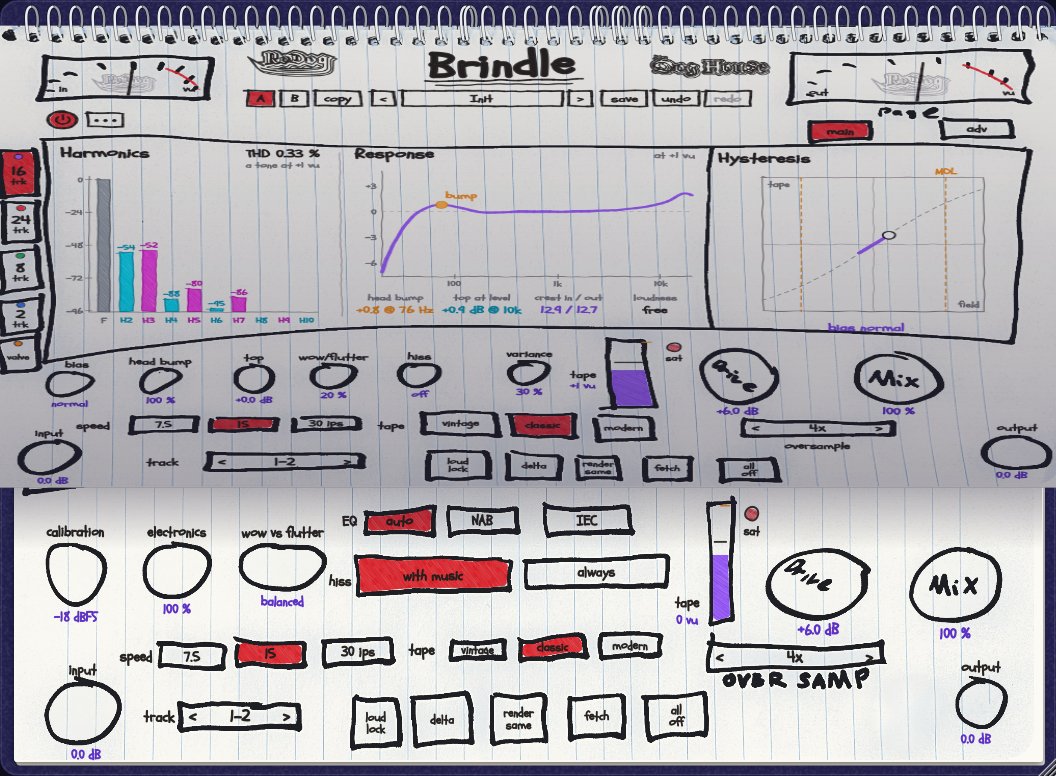 RaDog
Brindle
Dog House
in
RaDog
vu
out
RaDog
vu
A
B
copy
<
Init
>
save
undo
redo
page
main
adv
...
16
trk
24
trk
8
trk
2
trk
valve
Harmonics
THD 0.33 %
a tone at +1 vu
0
-24
-48
-72
-96
-54
-52
-88
-80
-95
-86
F
H2
H3
H4
H5
H6
H7
H8
H9
H10
Response
at +1 vu
+3
0
-3
-6
bump
100
1k
10k
head bump
top at level
crest in / out
loudness
+0.8 @ 76 Hz
+0.9 dB @ 10k
12.9 / 12.7
free
Hysteresis
MOL
tape
field
bias normal
bias
head bump
top
wow/flutter
hiss
variance
normal
100 %
+0.0 dB
20 %
off
30 %
tape
+1 vu
sat
Drive
+6.0 dB
Mix
100 %
input
0.0 dB
speed
7.5
15
30 ips
tape
vintage
classic
modern
< 4x >
oversample
output
0.0 dB
track
< 1-2 >
loud
lock
delta
render
same
fetch
all
off
calibration
electronics
wow vs flutter
-18 dBFS
100 %
balanced
EQ
auto
NAB
IEC
hiss
with music
always
tape
0 vu
sat
Drive
+6.0 dB
MiX
100 %
speed
7.5
15
30 ips
tape
vintage
classic
modern
< 4x >
OVER SAMP
input
0.0 dB
track
< 1-2 >
loud
lock
delta
render
same
fetch
all
off
output
0.0 dB